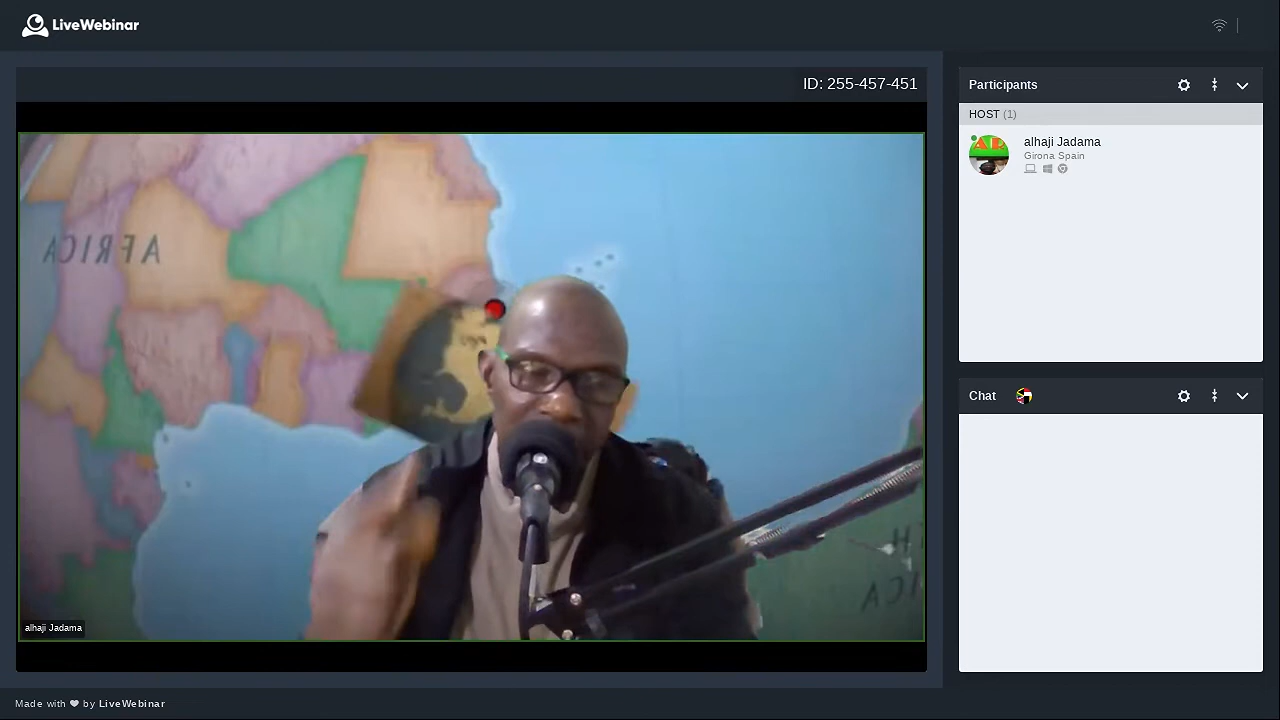 LiveWebinar
ID: 255-457-451
AFRICA
alhaji Jadama
Participants
HOST (1)
alhaji Jadama
Girona Spain
Chat
Made with by LiveWebinar